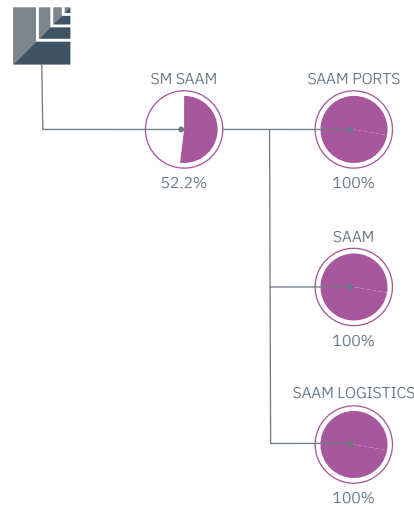 SM SAAM
52.2%
SAAM PORTS
100%
SAAM
100%
SAAM LOGISTICS
100%